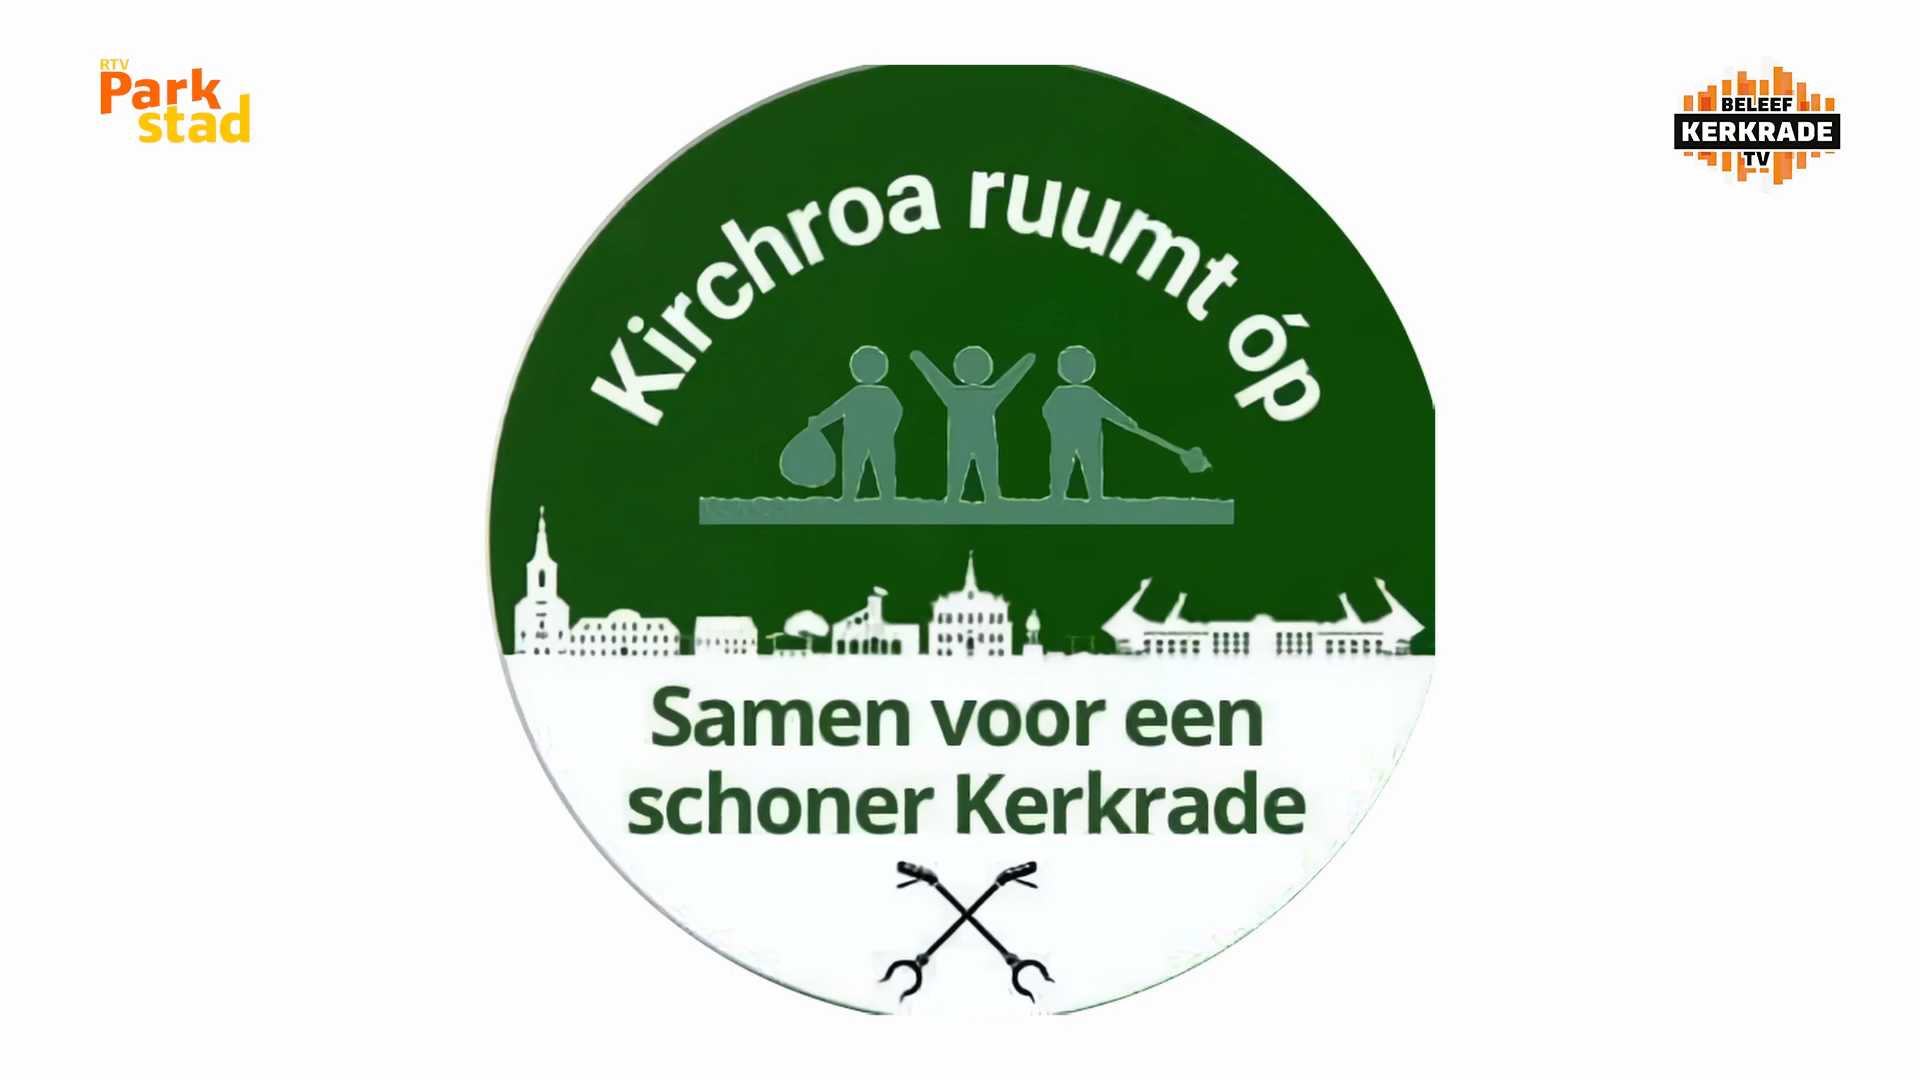 RTV
Park
stad
BELEEF
KERKRADE
TV
Kirchroa ruumt óp
Samen voor een
schoner Kerkrade